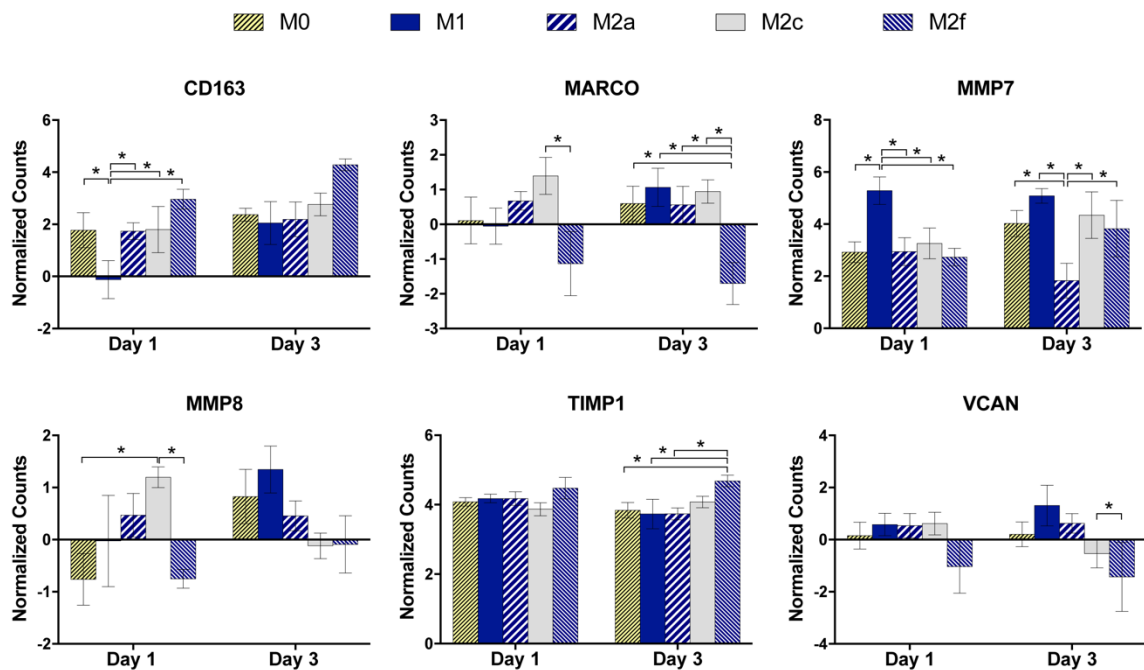 M0 M1 M2a M2c M2f
CD163
Normalized Counts
6
4
2
0
-2
* * * *
Day 1 Day 3
MARCO
Normalized Counts
3
2
1
0
-1
-2
-3
* * * * *
Day 1 Day 3
MMP7
Normalized Counts
8
6
4
2
0
* * * * * * * *
Day 1 Day 3
MMP8
Normalized Counts
2
1
0
-1
-2
* *
Day 1 Day 3
TIMP1
Normalized Counts
6
4
2
0
* * * *
Day 1 Day 3
VCAN
Normalized Counts
4
2
0
-2
-4
*
Day 1 Day 3